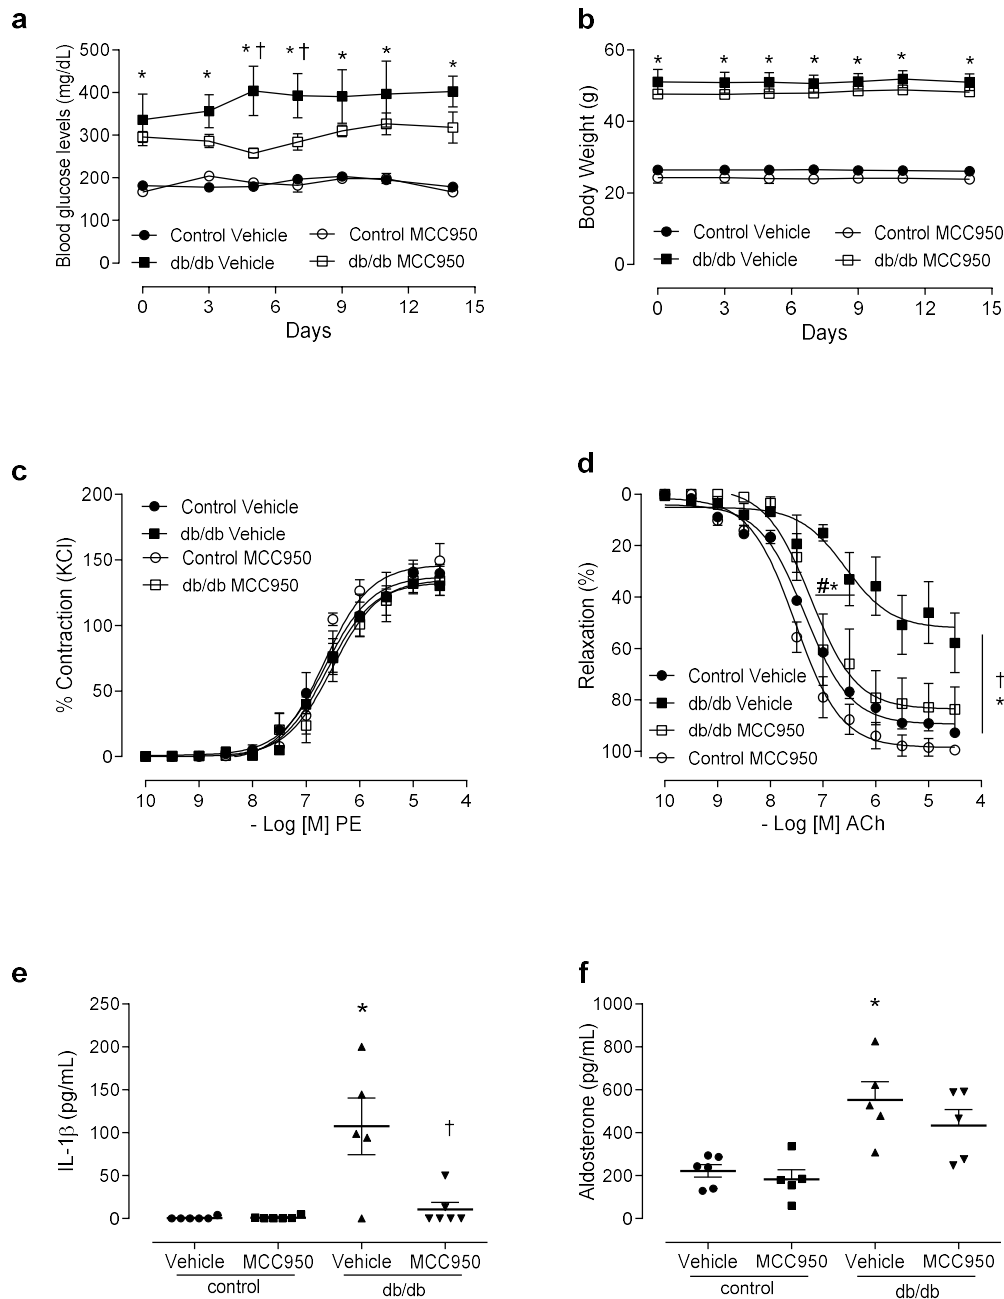 a
Blood glucose levels (mg/dL)
500
400
300
200
100
0
* * * † * † * * *
Control Vehicle
Control MCC950
db/db Vehicle
db/db MCC950
0 3 6 9 12 15
Days
b
Body Weight (g)
60
40
20
0
* * * * * * *
Control Vehicle
Control MCC950
db/db Vehicle
db/db MCC950
0 3 6 9 12 15
Days
c
% Contraction (KCl)
200
150
100
50
0
Control Vehicle
db/db Vehicle
Control MCC950
db/db MCC950
10 9 8 7 6 5 4
- Log [M] PE
d
Relaxation (%)
0
20
40
60
80
100
#*
†
*
Control Vehicle
db/db Vehicle
db/db MCC950
Control MCC950
10 9 8 7 6 5 4
- Log [M] ACh
e
IL-1β (pg/mL)
250
200
150
100
50
0
*
†
Vehicle MCC950 Vehicle MCC950
control db/db
f
Aldosterone (pg/mL)
1000
800
600
400
200
0
*
Vehicle MCC950 Vehicle MCC950
control db/db